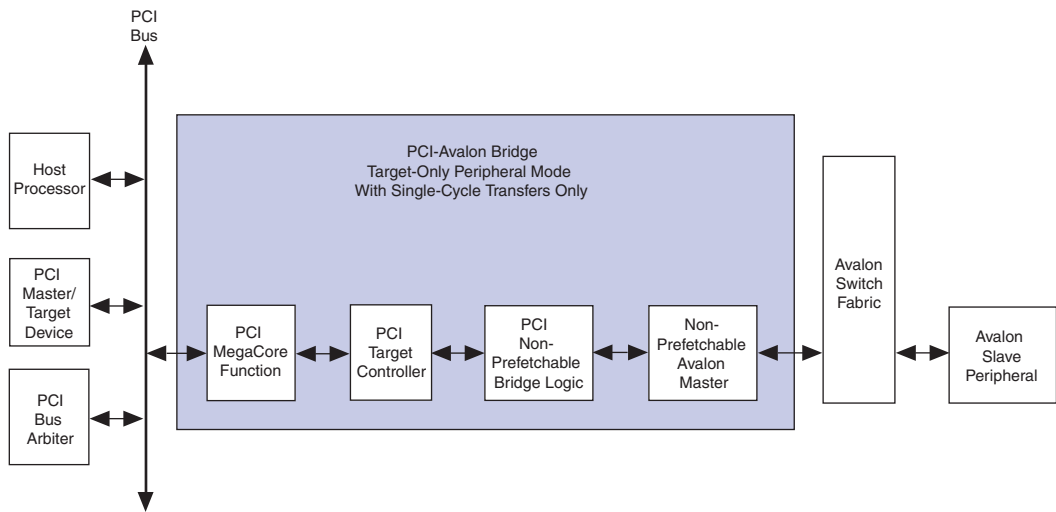 PCI
Bus
Host
Processor
PCI
Master/
Target
Device
PCI
Bus
Arbiter
PCI-Avalon Bridge
Target-Only Peripheral Mode
With Single-Cycle Transfers Only
PCI
MegaCore
Function
PCI
Target
Controller
PCI
Non-
Prefetchable
Bridge Logic
Non-
Prefetchable
Avalon
Master
Avalon
Switch
Fabric
Avalon
Slave
Peripheral